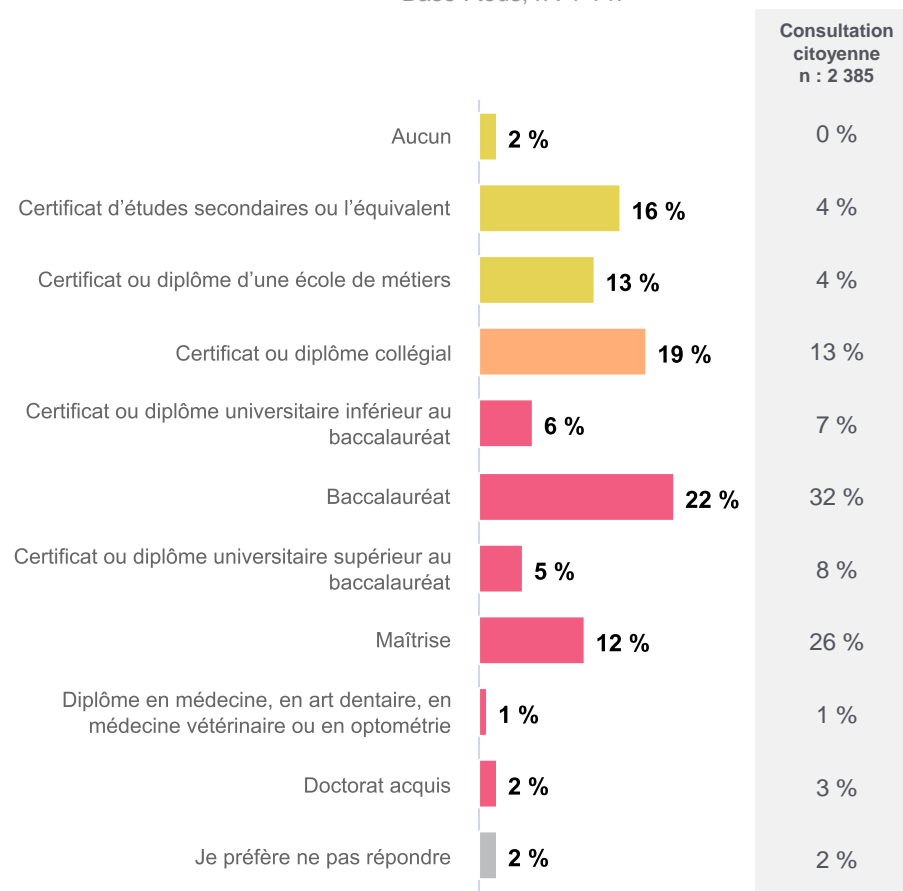 Consultation
citoyenne
n : 2 385
Aucun 2 % 0 %
Certificat d'études secondaires ou l'équivalent 16 % 4 %
Certificat ou diplôme d'une école de métiers 13 % 4 %
Certificat ou diplôme collégial 19 % 13 %
Certificat ou diplôme universitaire inférieur au
baccalauréat 6 % 7 %
Baccalauréat 22 % 32 %
Certificat ou diplôme universitaire supérieur au
baccalauréat 5 % 8 %
Maîtrise 12 % 26 %
Diplôme en médecine, en art dentaire, en
médecine vétérinaire ou en optométrie 1 % 1 %
Doctorat acquis 2 % 3 %
Je préfère ne pas répondre 2 % 2 %